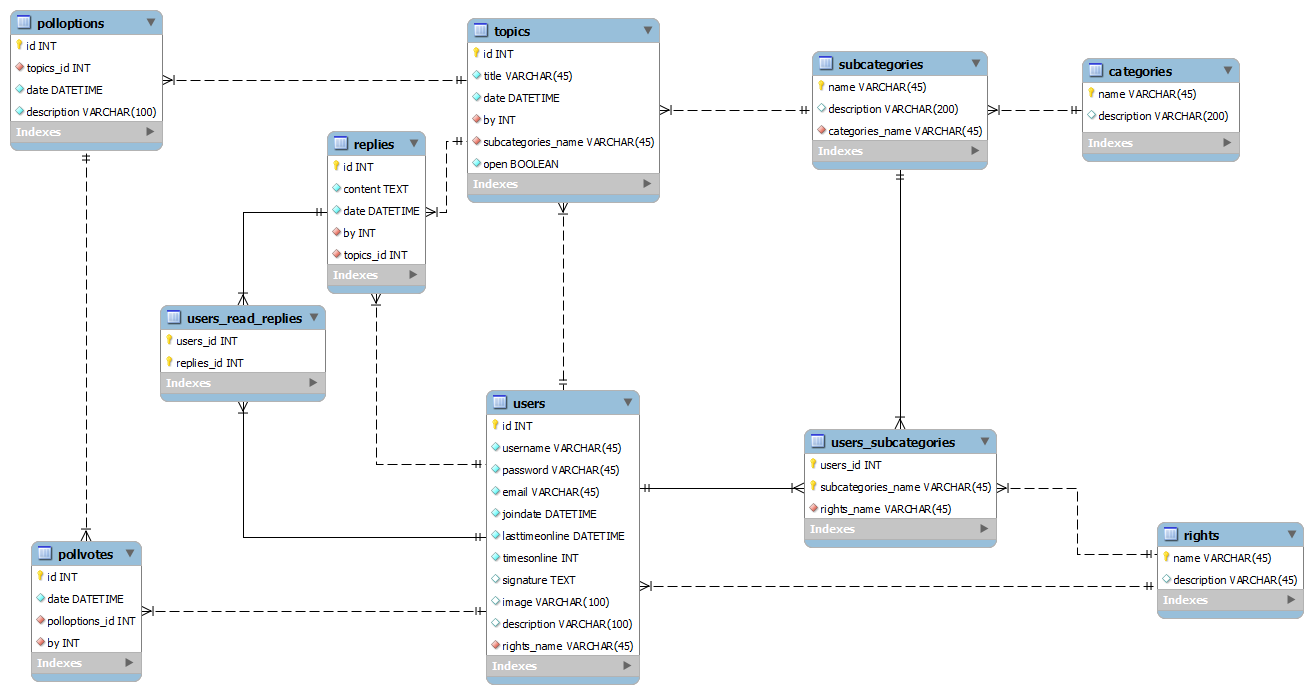 polloptions
id INT
topics_id INT
date DATETIME
description VARCHAR(100)
Indexes
topics
id INT
title VARCHAR(45)
date DATETIME
by INT
subcategories_name VARCHAR(45)
open BOOLEAN
Indexes
subcategories
name VARCHAR(45)
description VARCHAR(200)
categories_name VARCHAR(45)
Indexes
categories
name VARCHAR(45)
description VARCHAR(200)
Indexes
replies
id INT
content TEXT
date DATETIME
by INT
topics_id INT
Indexes
users_read_replies
users_id INT
replies_id INT
Indexes
users
id INT
username VARCHAR(45)
password VARCHAR(45)
email VARCHAR(45)
joindate DATETIME
lasttimeonline DATETIME
timesonline INT
signature TEXT
image VARCHAR(100)
description VARCHAR(100)
rights_name VARCHAR(45)
Indexes
users_subcategories
users_id INT
subcategories_name VARCHAR(45)
rights_name VARCHAR(45)
Indexes
rights
name VARCHAR(45)
description VARCHAR(45)
Indexes
pollvotes
id INT
date DATETIME
polloptions_id INT
by INT
Indexes